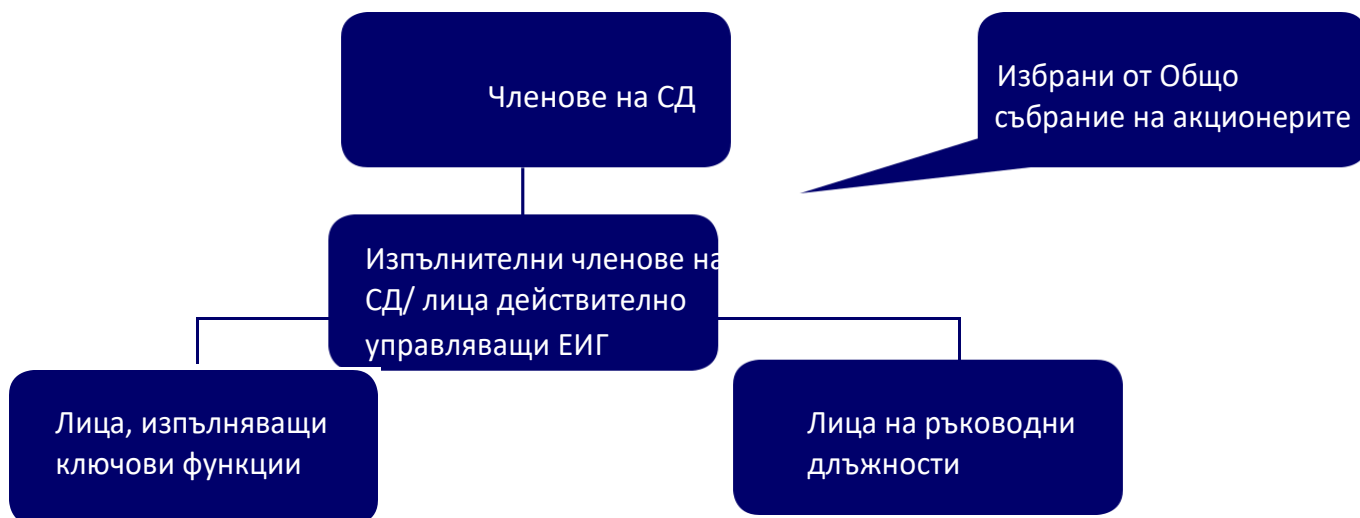 Членове на СД
Избрани от Общо
събрание на акционерите
Изпълнителни членове на
СД/ лица действително
управляващи ЕИГ
Лица, изпълняващи
ключови функции
Лица на ръководни
длъжности